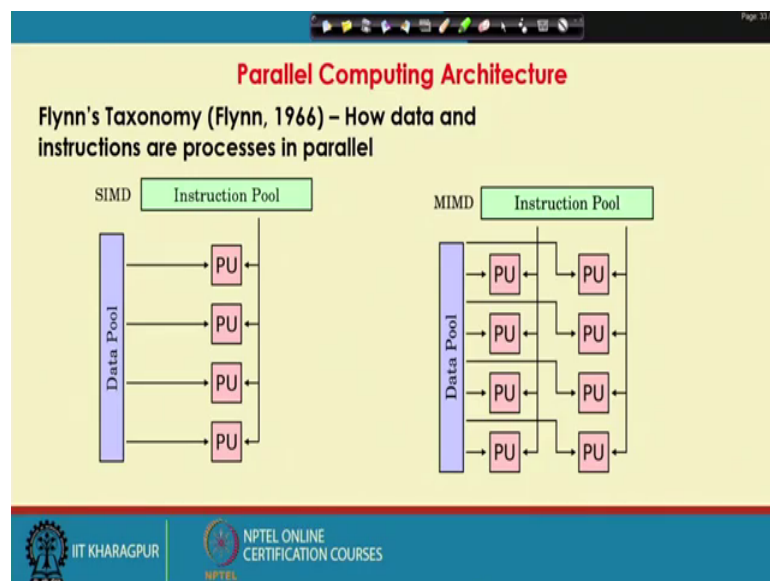 Page: 33
Parallel Computing Architecture
Flynn's Taxonomy (Flynn, 1966) – How data and
instructions are processes in parallel
SIMD Instruction Pool
Data Pool
PU
PU
PU
PU
MIMD Instruction Pool
Data Pool
PU PU
PU PU
PU PU
PU PU
IIT KHARAGPUR
NPTEL
NPTEL ONLINE
CERTIFICATION COURSES